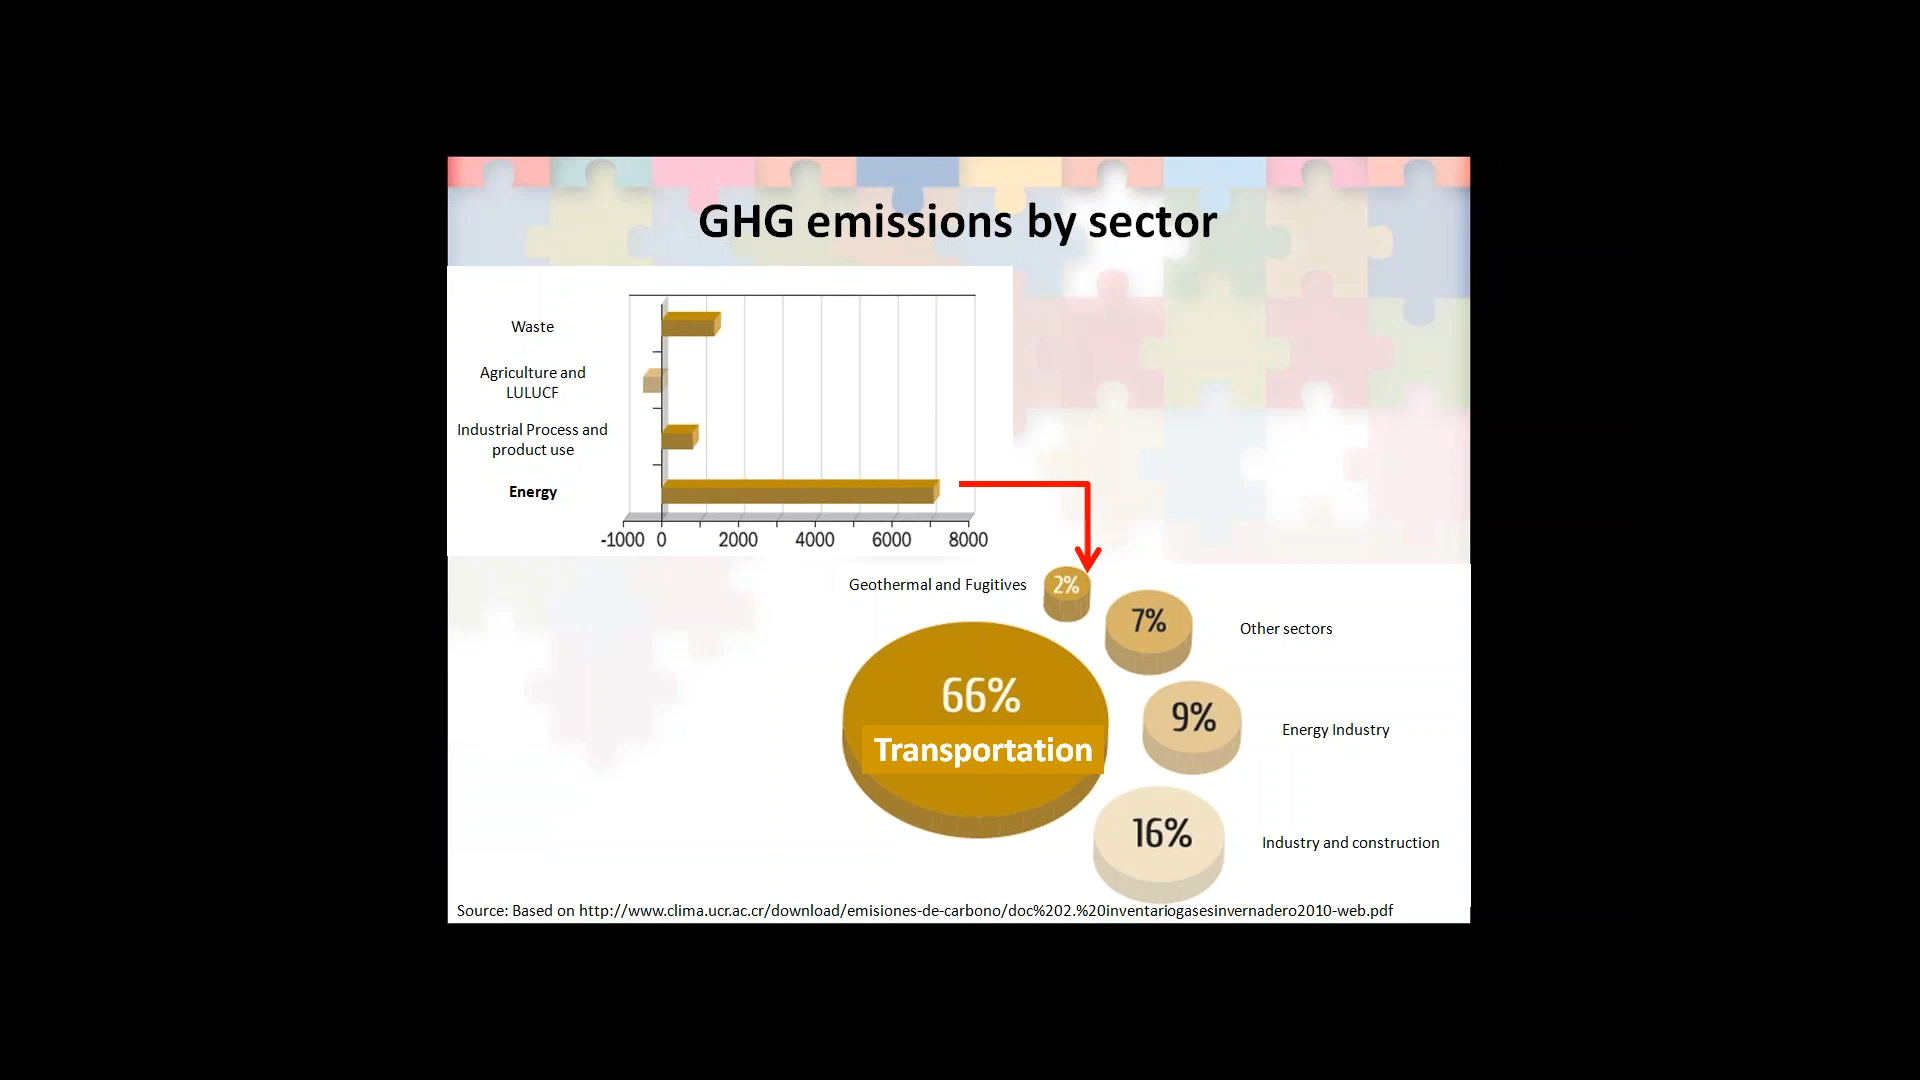 GHG emissions by sector
Waste
Agriculture and
LULUCF
Industrial Process and
product use
Energy
-1000 0 2000 4000 6000 8000
Geothermal and Fugitives
2%
7%
Other sectors
66%
Transportation
9%
Energy Industry
16%
Industry and construction
Source: Based on http://www.clima.ucr.ac.cr/download/emisiones-de-carbono/doc%202.%20inventariogasesinvernadero2010-web.pdf